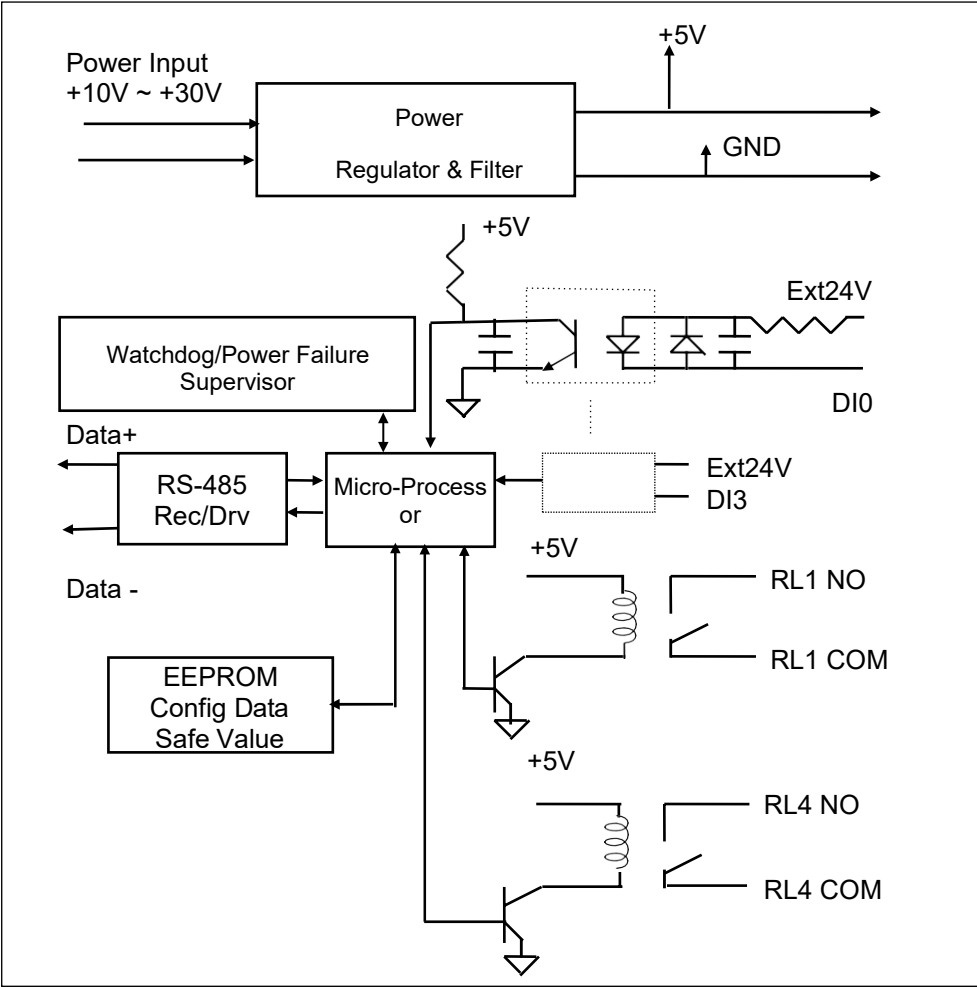 +5V
Power Input
+10V ~ +30V
Power
Regulator & Filter
GND
+5V
Ext24V
Watchdog/Power Failure
Supervisor
DI0
Data+
RS-485
Rec/Drv
Micro-Process
or
Ext24V
DI3
+5V
Data -
RL1 NO
RL1 COM
EEPROM
Config Data
Safe Value
+5V
RL4 NO
RL4 COM